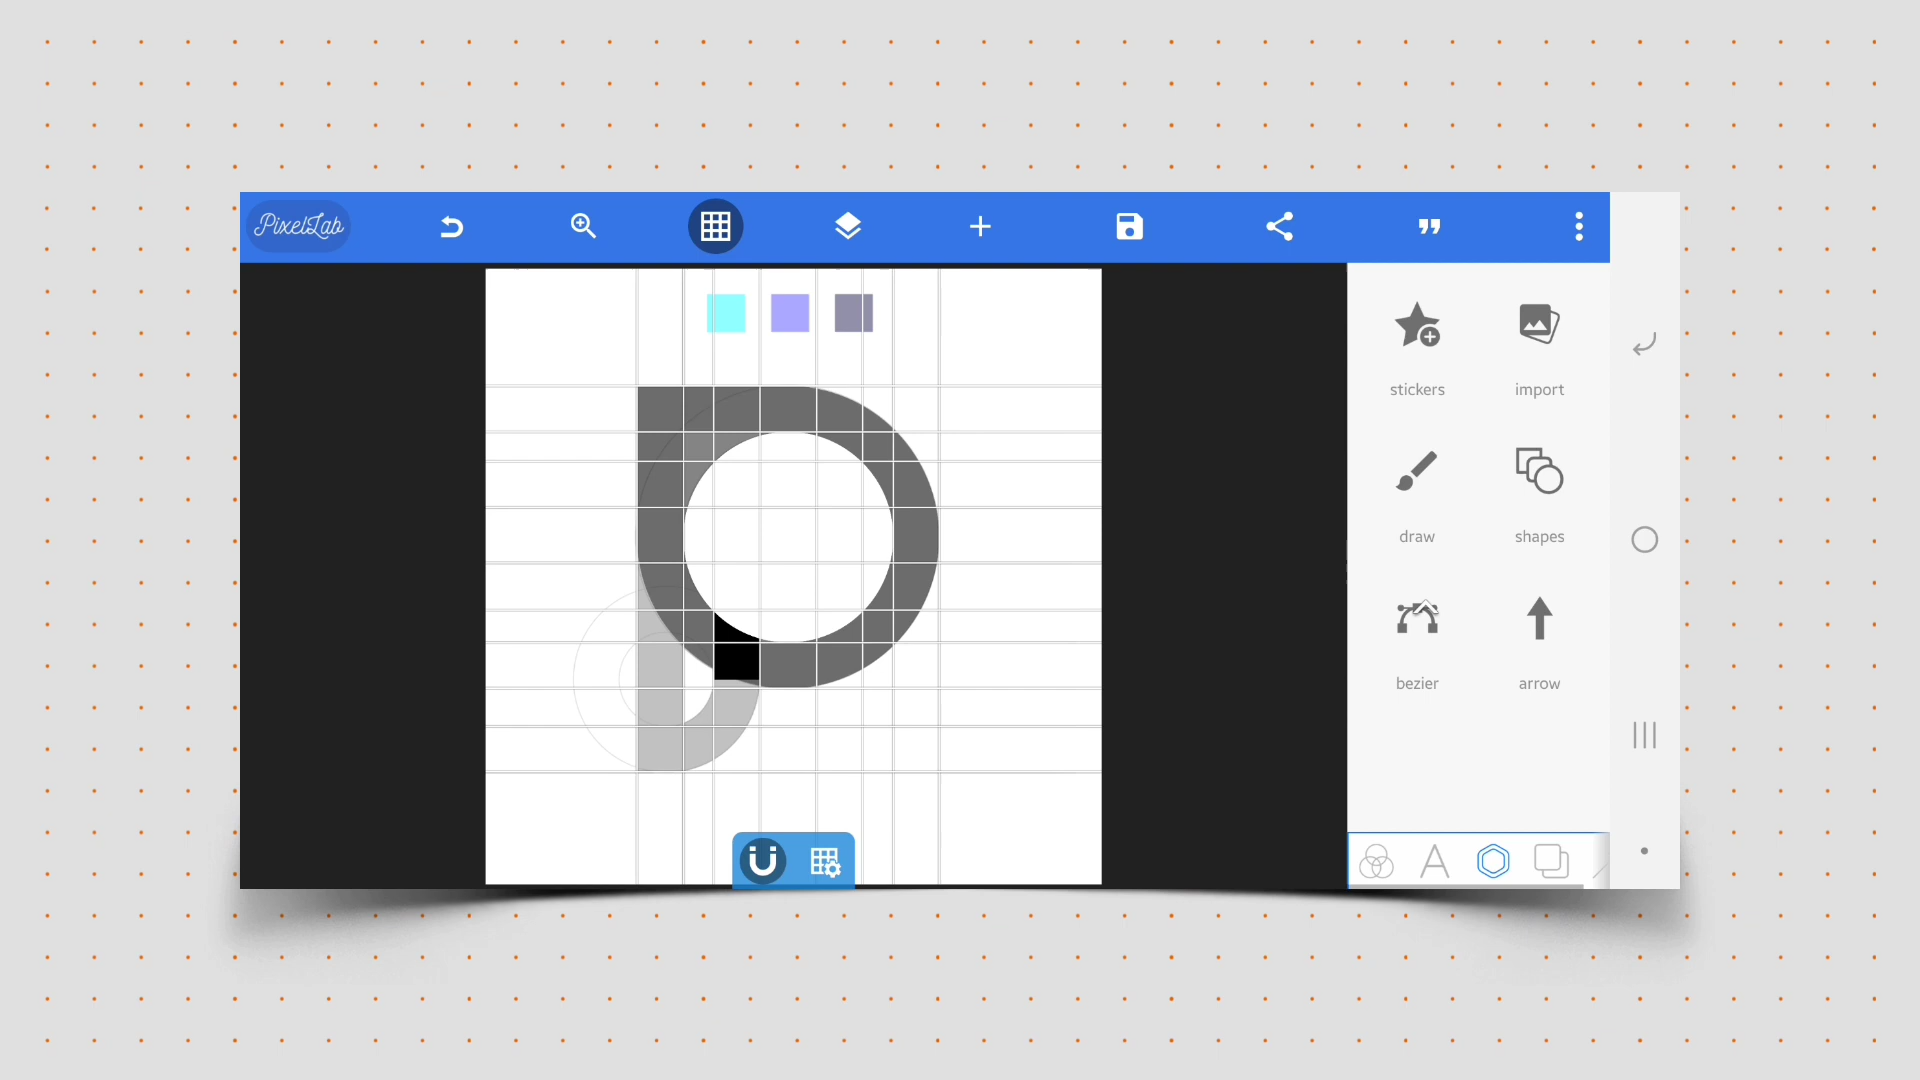 PixelLab
stickers
import
draw
shapes
bezier
arrow